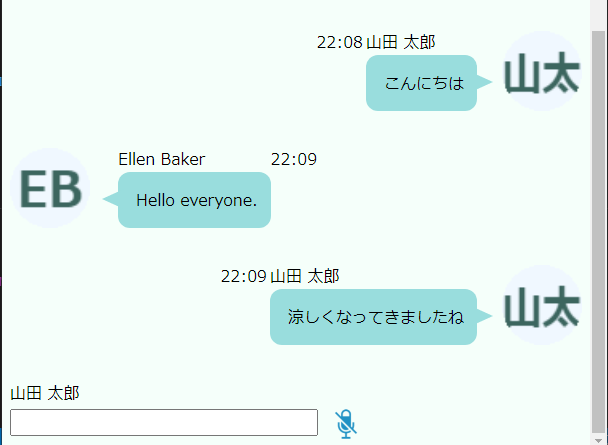 22:08 山田 太郎
こんにちは
山太
Ellen Baker 22:09
EB
Hello everyone.
22:09 山田 太郎
涼しくなってきましたね
山太
山田 太郎